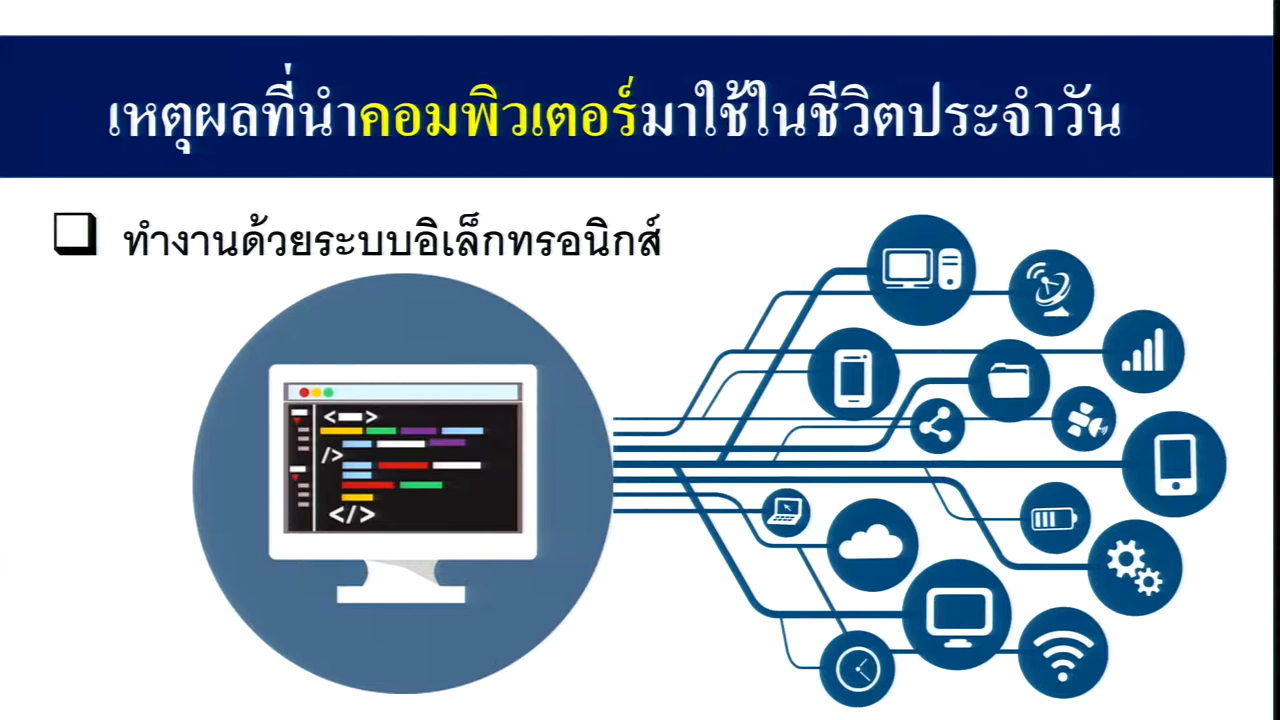 เหตุผลที่นำคอมพิวเตอร์มาใช้ในชีวิตประจำวัน
ทำงานด้วยระบบอิเล็กทรอนิกส์
< >
/>
</>